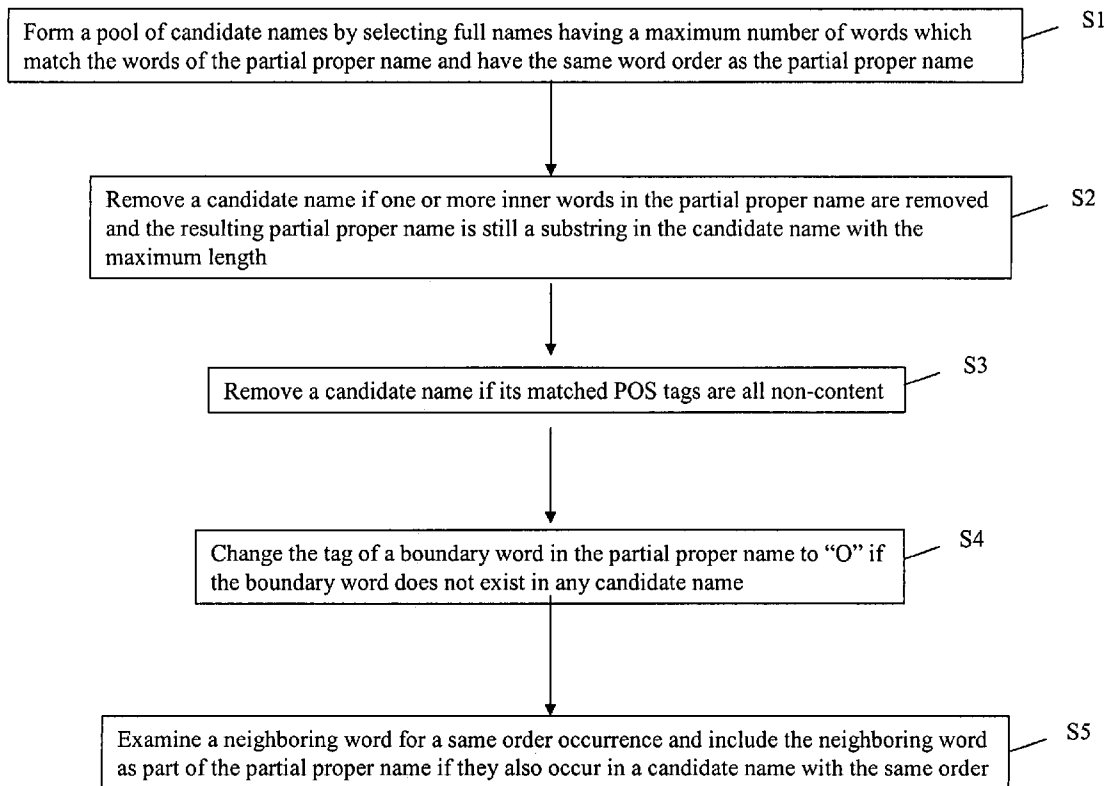 Form a pool of candidate names by selecting full names having a maximum number of words which
match the words of the partial proper name and have the same word order as the partial proper name
S1
Remove a candidate name if one or more inner words in the partial proper name are removed
and the resulting partial proper name is still a substring in the candidate name with the
maximum length
S2
Remove a candidate name if its matched POS tags are all non-content
S3
Change the tag of a boundary word in the partial proper name to “O” if
the boundary word does not exist in any candidate name
S4
Examine a neighboring word for a same order occurrence and include the neighboring word
as part of the partial proper name if they also occur in a candidate name with the same order
S5